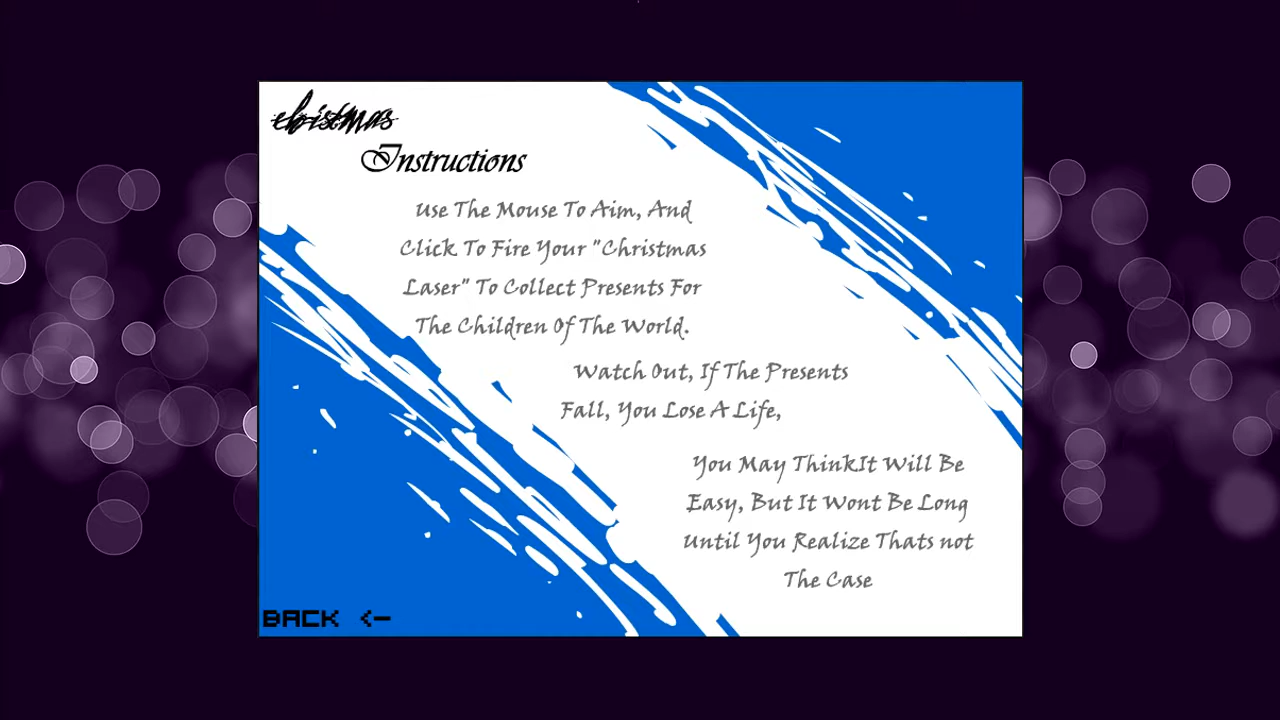 Christmas
Instructions
Use The Mouse To Aim, And
Click To Fire Your "Christmas
Laser" To Collect Presents For
The Children Of The World.
Watch Out, If The Presents
Fall, You Lose A Life,
You May ThinkIt Will Be
Easy, But It Wont Be Long
Until You Realize Thats not
The Case
BACK <-